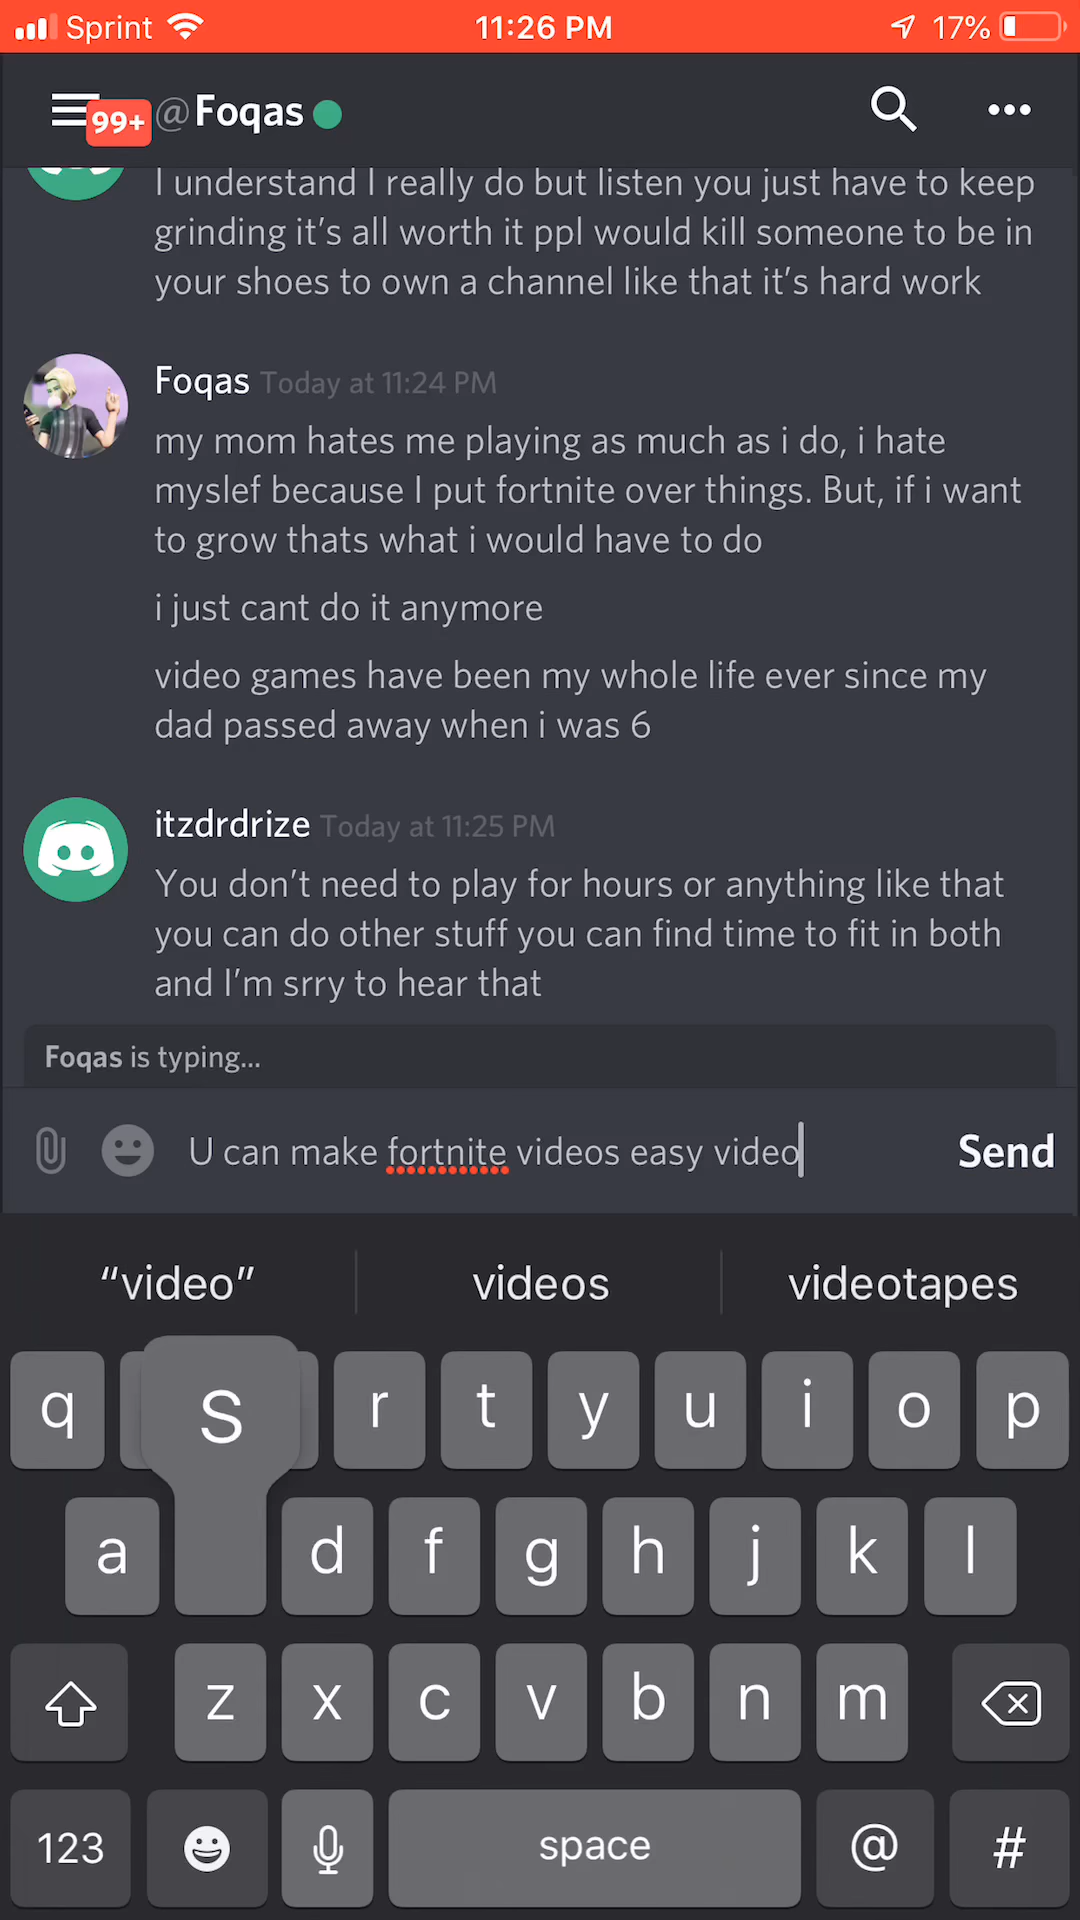 Sprint 11:26 PM 17%
99+ @ Foqas
I understand I really do but listen you just have to keep
grinding it’s all worth it ppl would kill someone to be in
your shoes to own a channel like that it’s hard work
Foqas Today at 11:24 PM
my mom hates me playing as much as i do, i hate
myslef because I put fortnite over things. But, if i want
to grow thats what i would have to do
i just cant do it anymore
video games have been my whole life ever since my
dad passed away when i was 6
itzdrdrize Today at 11:25 PM
You don’t need to play for hours or anything like that
you can do other stuff you can find time to fit in both
and I’m srry to hear that
Foqas is typing...
U can make fortnite videos easy video Send
“video” videos videotapes
q s r t y u i o p
a d f g h j k l
z x c v b n m
123 space @ #